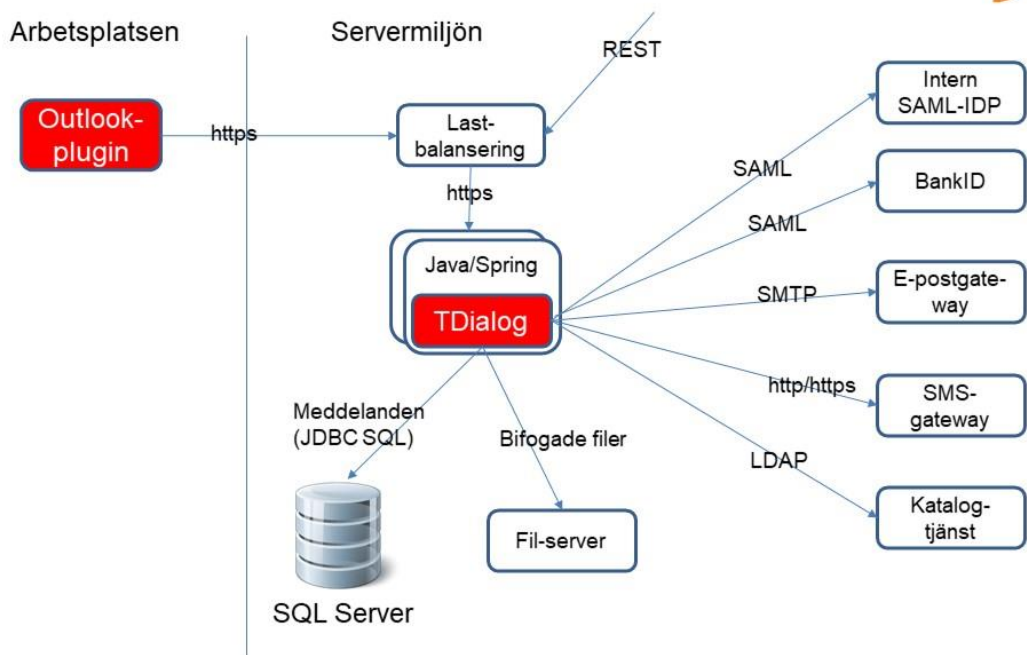 Arbetsplatsen
Servermiljön
REST
Outlook-
plugin
https
Last-
balansering
https
Java/Spring
TDialog
SAML
SAML
SMTP
http/https
LDAP
Intern
SAML-IDP
BankID
E-postgate-
way
SMS-
gateway
Katalog-
tjänst
Meddelanden
(JDBC SQL)
Bifogade filer
Fil-server
SQL Server